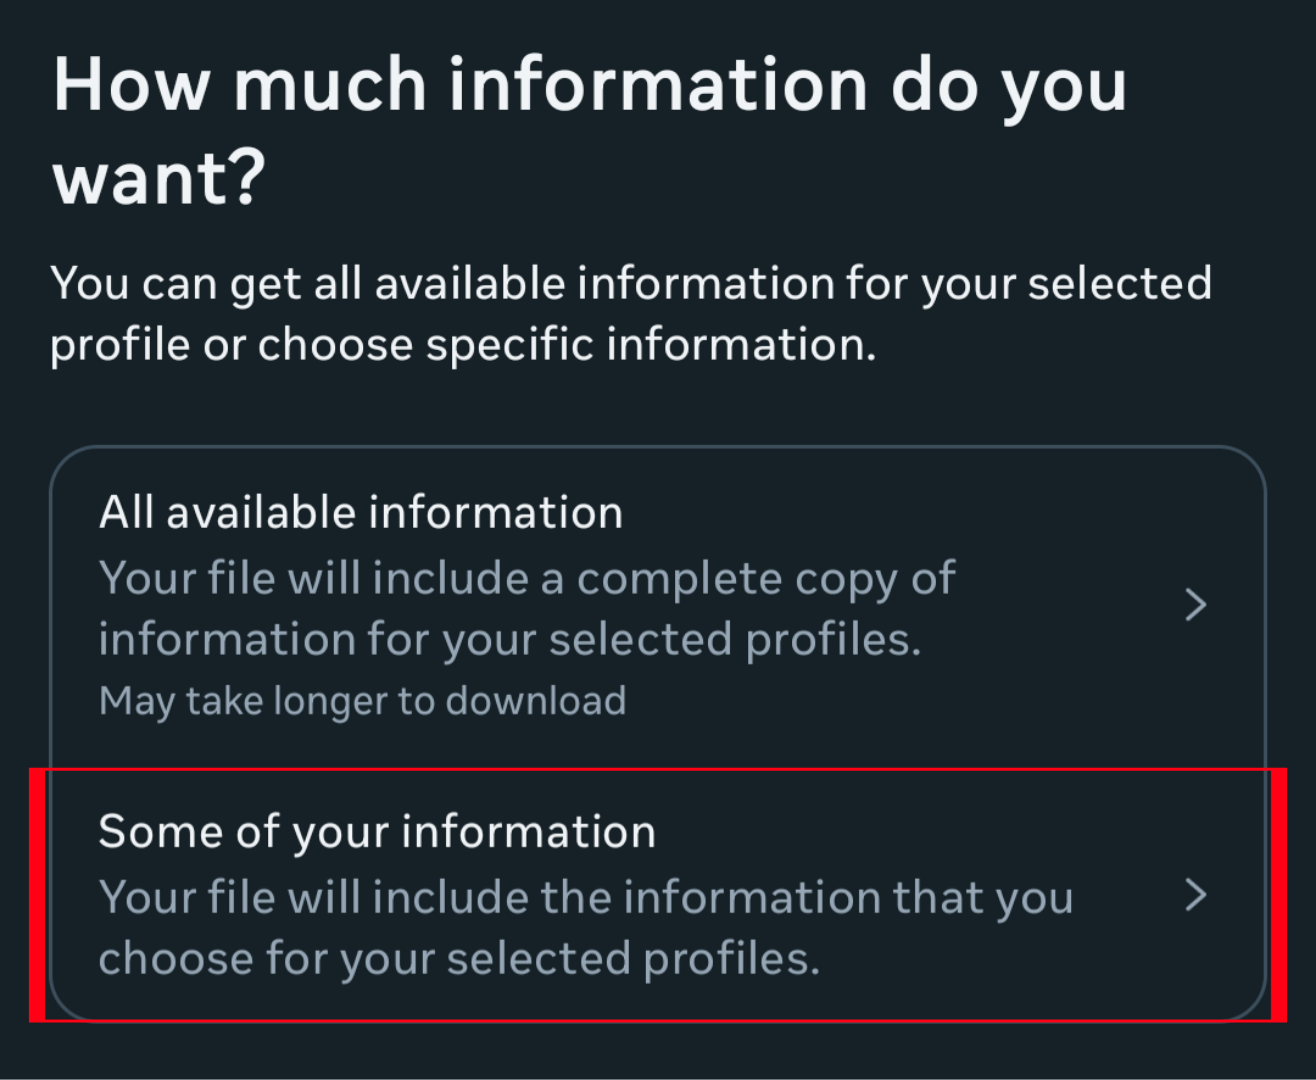 How much information do you
want?
You can get all available information for your selected
profile or choose specific information.
All available information
Your file will include a complete copy of
information for your selected profiles.
May take longer to download
Some of your information
Your file will include the information that you
choose for your selected profiles.